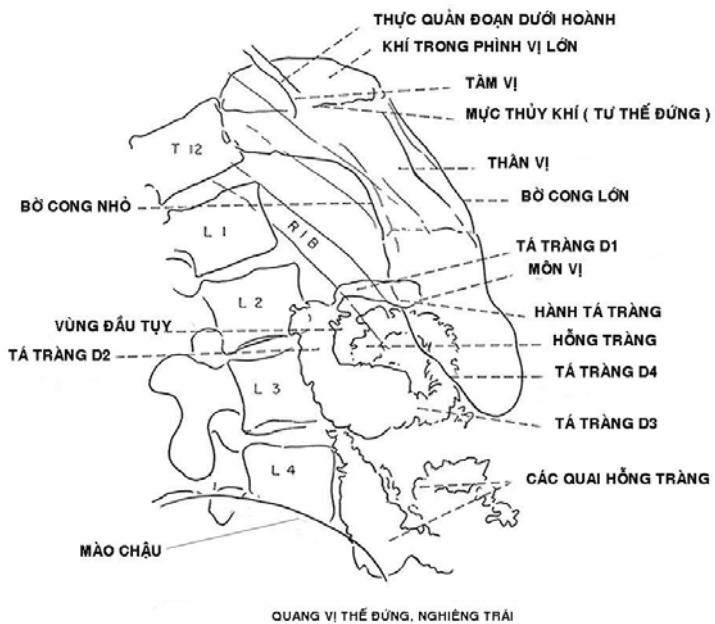 THỰC QUẢN ĐOẠN DƯỚI HOÀNH
KHÍ TRONG PHÌNH VỊ LỚN
TÂM VỊ
MỰC THỦY KHÍ ( TƯ THẾ ĐỨNG )
T 12
THÂN VỊ
BỜ CONG NHỎ
BỜ CONG LỚN
L 1
RIB
TÁ TRÀNG D1
MÔN VỊ
L 2
HÀNH TÁ TRÀNG
VÙNG ĐẦU TỤY
HỖNG TRÀNG
TÁ TRÀNG D2
TÁ TRÀNG D4
L 3
TÁ TRÀNG D3
L 4
CÁC QUAI HỖNG TRÀNG
MÀO CHẬU
QUANG VỊ THẾ ĐỨNG, NGHIÊNG TRÁI